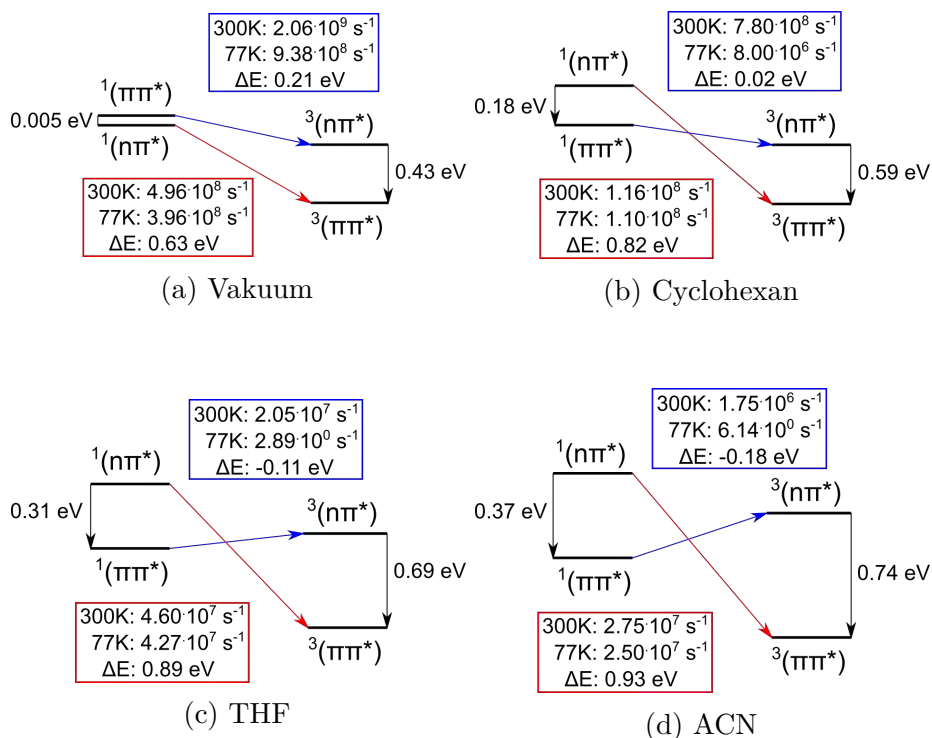 300K: 2.06·10⁹ s⁻¹
77K: 9.38·10⁸ s⁻¹
ΔE: 0.21 eV
¹(ππ*)
0.005 eV
¹(nπ*)
³(nπ*)
0.43 eV
³(ππ*)
300K: 4.96·10⁸ s⁻¹
77K: 3.96·10⁸ s⁻¹
ΔE: 0.63 eV
(a) Vakuum
300K: 7.80·10⁸ s⁻¹
77K: 8.00·10⁶ s⁻¹
ΔE: 0.02 eV
¹(nπ*)
0.18 eV
¹(ππ*)
³(nπ*)
0.59 eV
³(ππ*)
300K: 1.16·10⁸ s⁻¹
77K: 1.10·10⁸ s⁻¹
ΔE: 0.82 eV
(b) Cyclohexan
300K: 2.05·10⁷ s⁻¹
77K: 2.89·10⁰ s⁻¹
ΔE: -0.11 eV
¹(nπ*)
0.31 eV
¹(ππ*)
³(nπ*)
0.69 eV
³(ππ*)
300K: 4.60·10⁷ s⁻¹
77K: 4.27·10⁷ s⁻¹
ΔE: 0.89 eV
(c) THF
300K: 1.75·10⁶ s⁻¹
77K: 6.14·10⁰ s⁻¹
ΔE: -0.18 eV
¹(nπ*)
0.37 eV
¹(ππ*)
³(nπ*)
0.74 eV
³(ππ*)
300K: 2.75·10⁷ s⁻¹
77K: 2.50·10⁷ s⁻¹
ΔE: 0.93 eV
(d) ACN